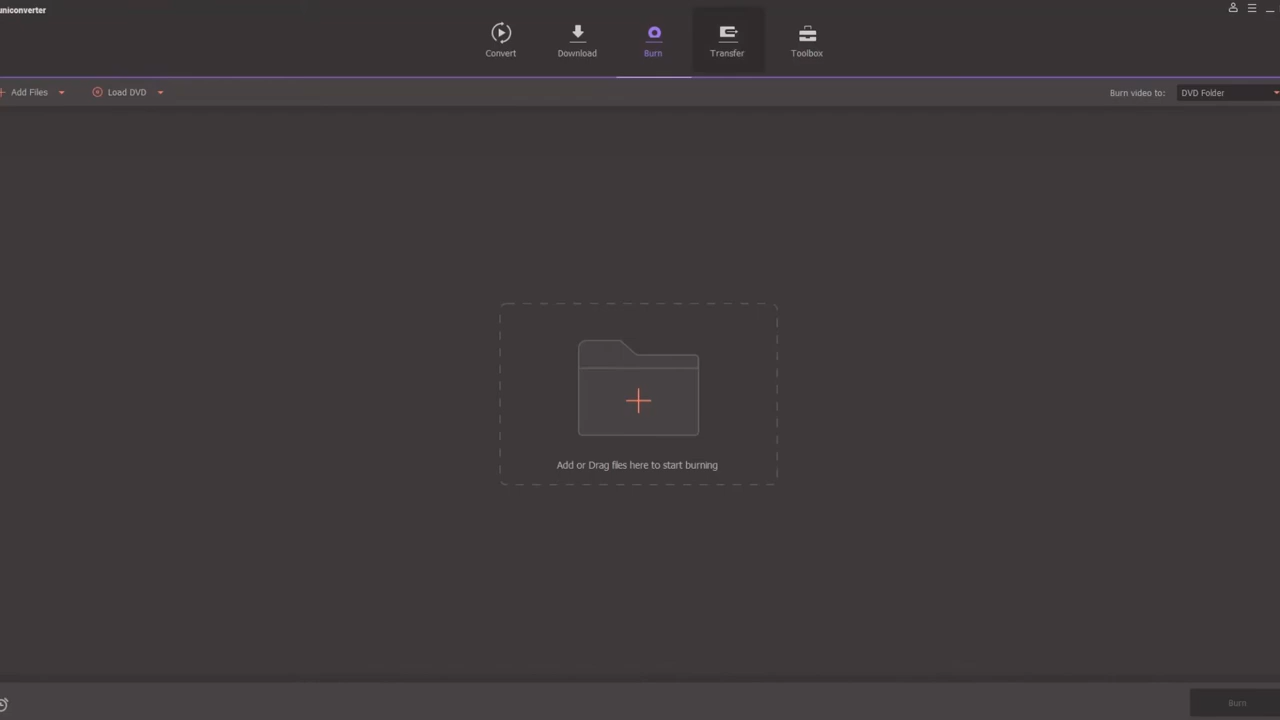 uniconverter
Convert
Download
Burn
Transfer
Toolbox
Add Files
Load DVD
Burn video to:
DVD Folder
Add or Drag files here to start burning
Burn